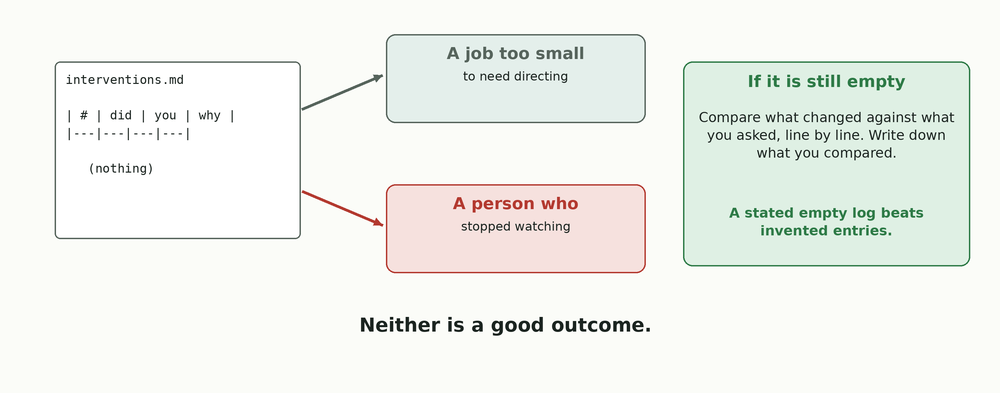 interventions.md
| # | did | you | why |
|---|---|---|---|
(nothing)
A job too small
to need directing
A person who
stopped watching
If it is still empty
Compare what changed against what
you asked, line by line. Write down
what you compared.
A stated empty log beats
invented entries.
Neither is a good outcome.